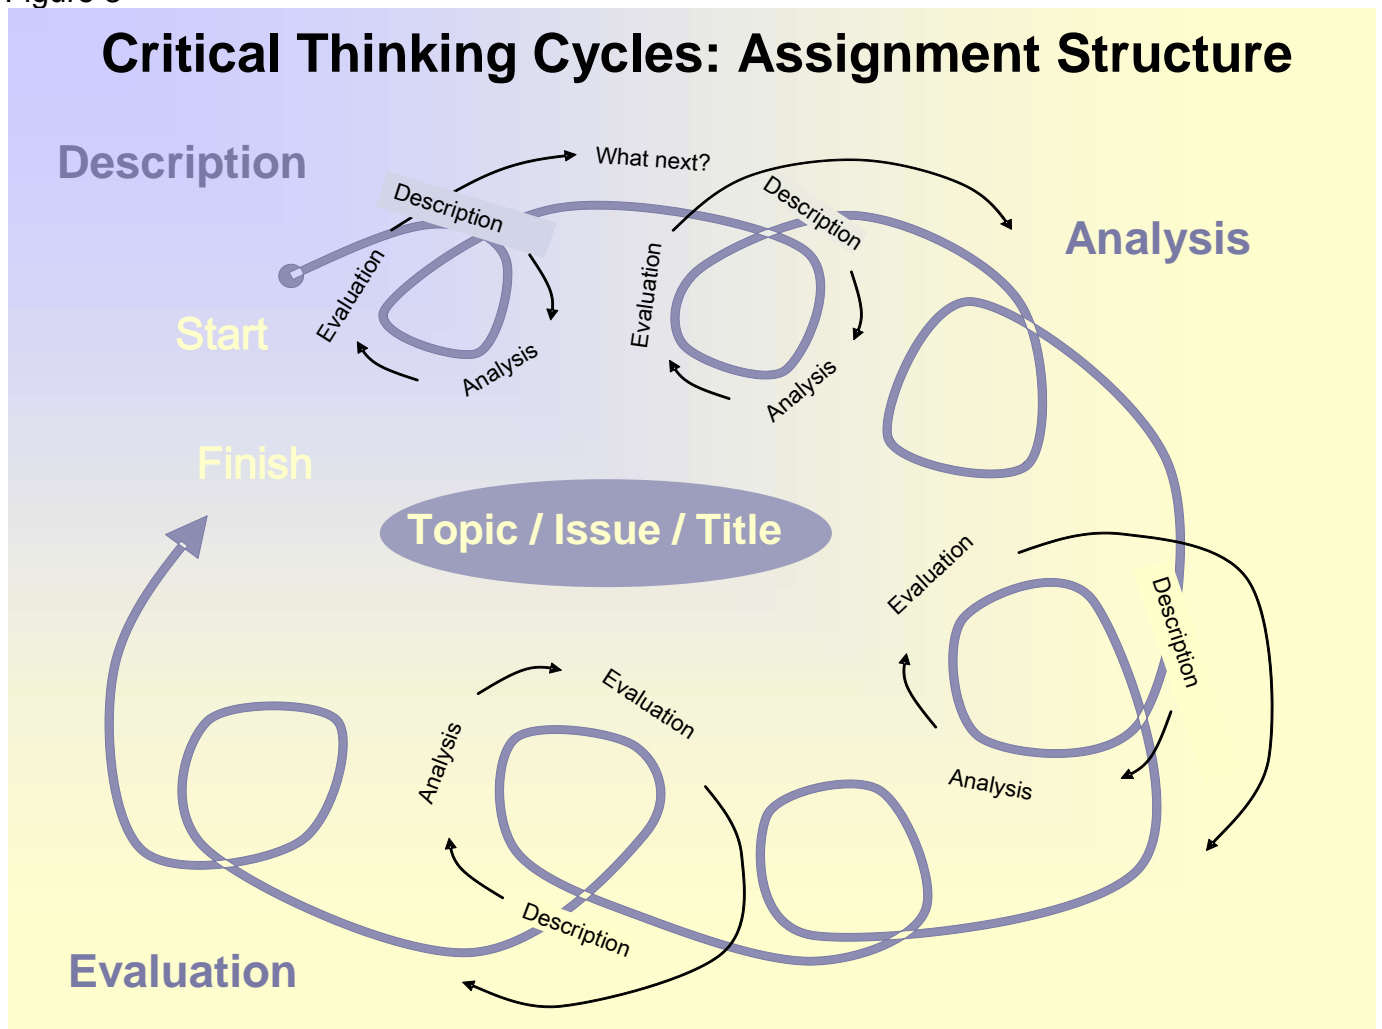 Critical Thinking Cycles: Assignment Structure
Description
What next?
Description
Description
Analysis
Evaluation
Evaluation
Start
Analysis
Analysis
Finish
Topic / Issue / Title
Evaluation
Description
Evaluation
Analysis
Analysis
Description
Evaluation